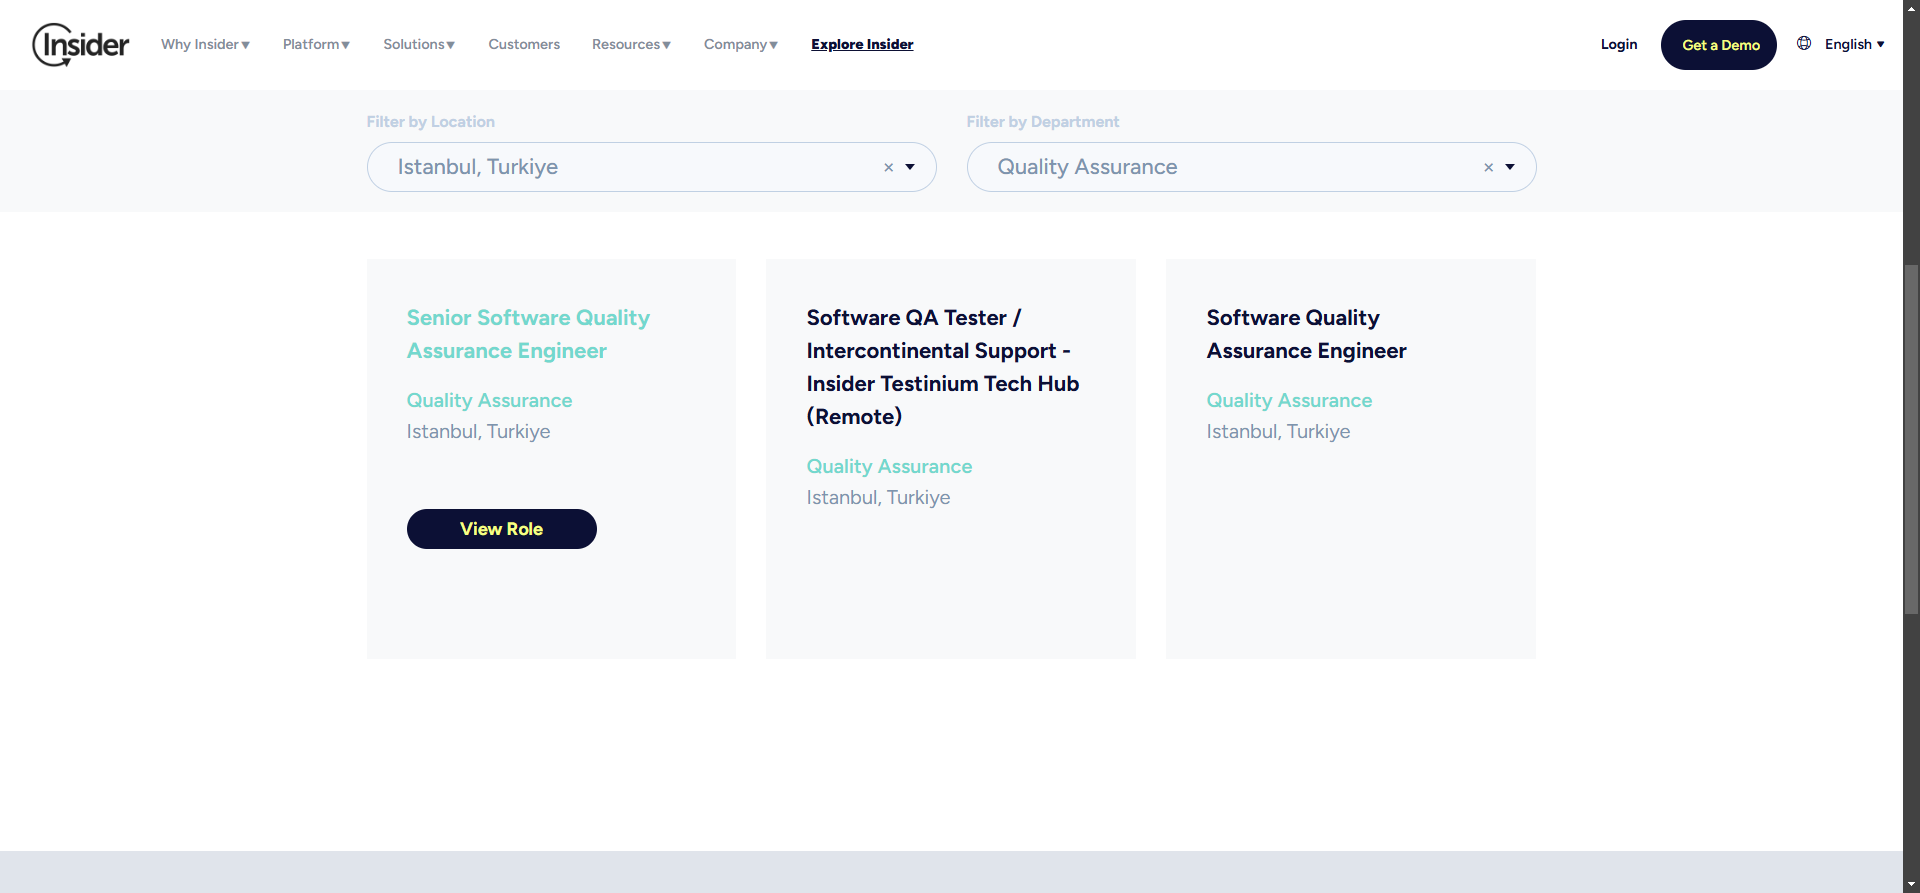 Insider
Why Insider▼ Platform▼ Solutions▼ Customers Resources▼ Company▼ Explore Insider Login Get a Demo English ▼
Filter by Location
Istanbul, Turkiye ×
Filter by Department
Quality Assurance ×
Senior Software Quality
Assurance Engineer
Quality Assurance
Istanbul, Turkiye
View Role
Software QA Tester /
Intercontinental Support -
Insider Testinium Tech Hub
(Remote)
Quality Assurance
Istanbul, Turkiye
Software Quality
Assurance Engineer
Quality Assurance
Istanbul, Turkiye